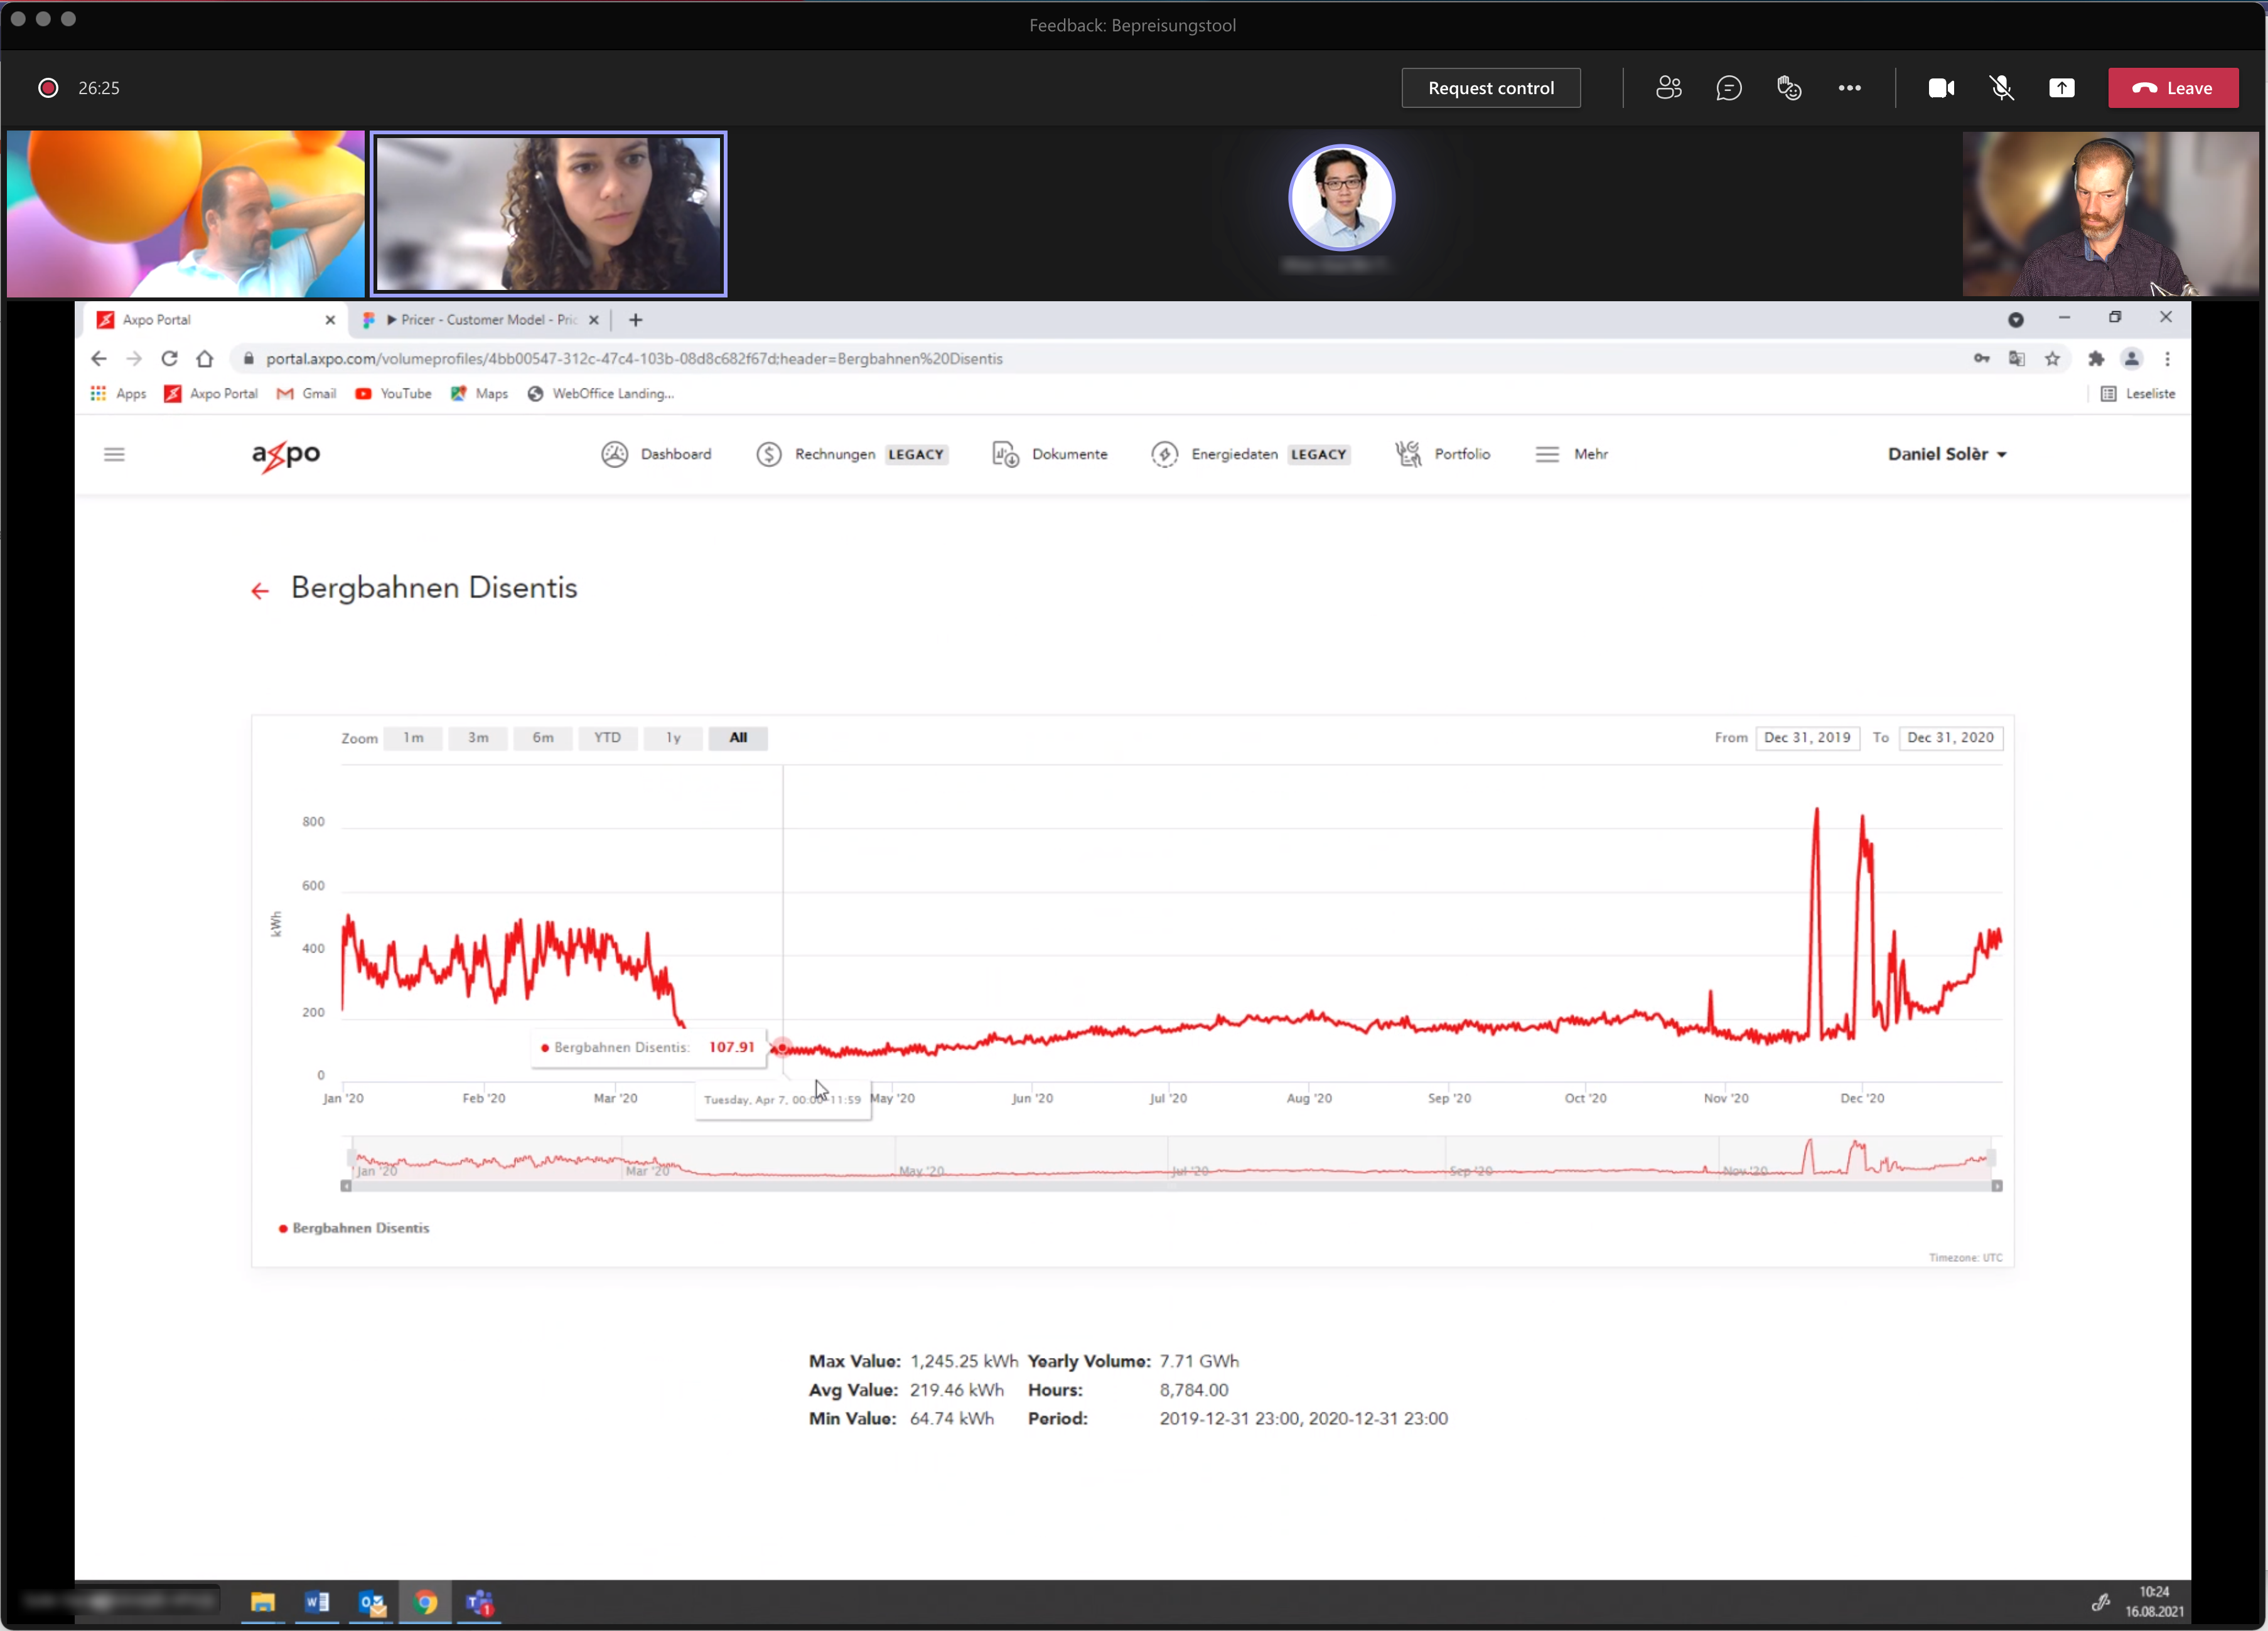 Feedback: Bepreisungstool
26:25
Request control
Leave
Axpo Portal
Pricer - Customer Model - Pric
portal.axpo.com/volumeprofiles/4bb00547-312c-47c4-103b-08d8c682f67d;header=Bergbahnen%20Disentis
Apps Axpo Portal Gmail YouTube Maps WebOffice Landing... Leseliste
axpo Dashboard Rechnungen LEGACY Dokumente Energiedaten LEGACY Portfolio Mehr Daniel Solèr
Bergbahnen Disentis
Zoom 1m 3m 6m YTD 1y All From Dec 31, 2019 To Dec 31, 2020
800
600
kWh
400
200
0
Bergbahnen Disentis: 107.91
Jan '20 Feb '20 Mar '20 May '20 Jun '20 Jul '20 Aug '20 Sep '20 Oct '20 Nov '20 Dec '20
Tuesday, Apr 7, 00:00-11:59
Jan '20 Mar '20 May '20 Jul '20 Sep '20 Nov '20
Bergbahnen Disentis
Timezone: UTC
Max Value: 1,245.25 kWh Yearly Volume: 7.71 GWh
Avg Value: 219.46 kWh Hours: 8,784.00
Min Value: 64.74 kWh Period: 2019-12-31 23:00, 2020-12-31 23:00
10:24
16.08.2021